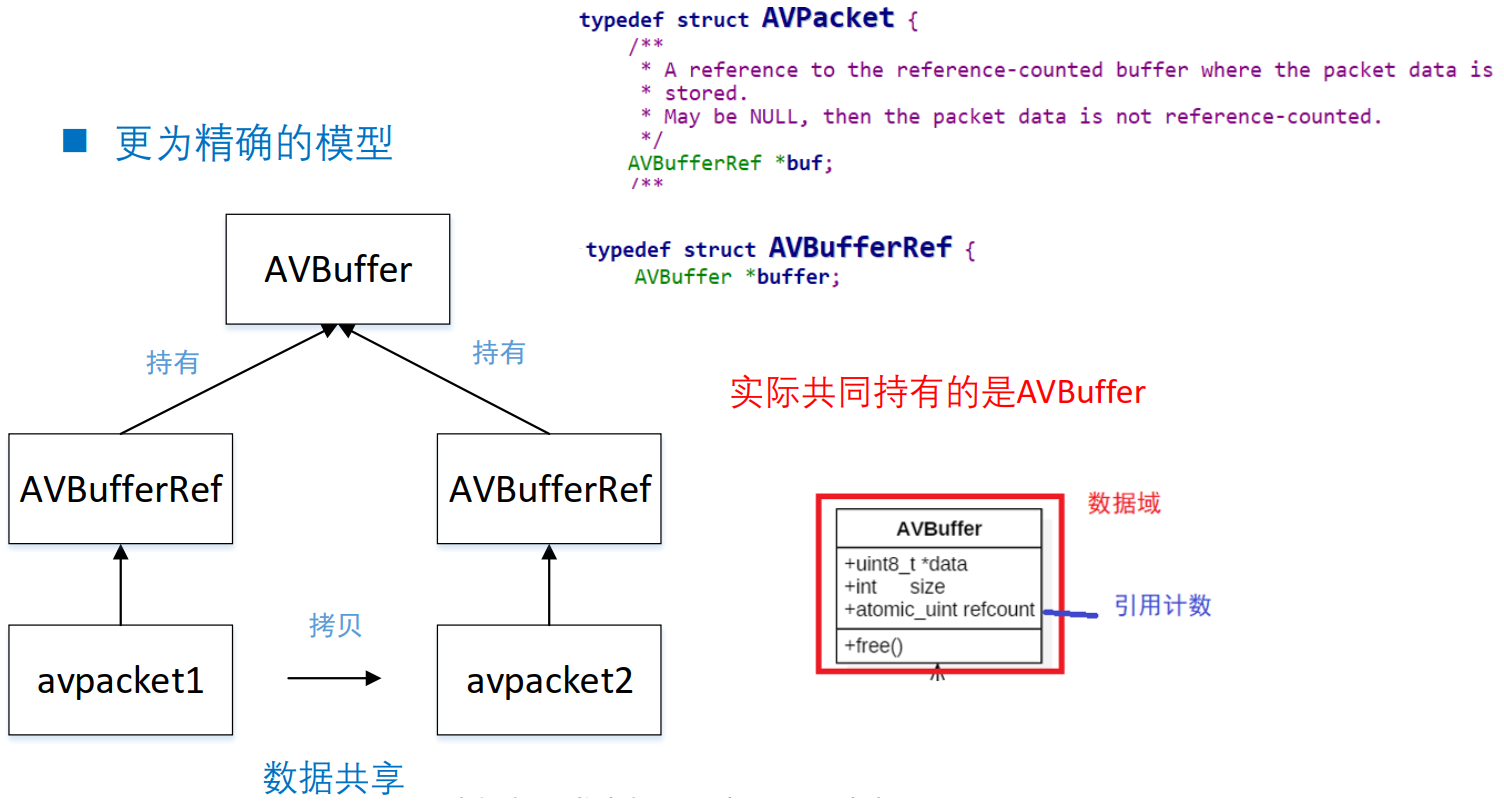 typedef struct AVPacket {
/**
* A reference to the reference-counted buffer where the packet data is
* stored.
* May be NULL, then the packet data is not reference-counted.
*/
AVBufferRef *buf;
/**
■ 更为精确的模型
typedef struct AVBufferRef {
AVBuffer *buffer;
AVBuffer
持有
持有
实际共同持有的是AVBuffer
AVBufferRef
AVBufferRef
数据域
AVBuffer
+uint8_t *data
+int size
+atomic_uint refcount
引用计数
+free()
拷贝
avpacket1
avpacket2
数据共享